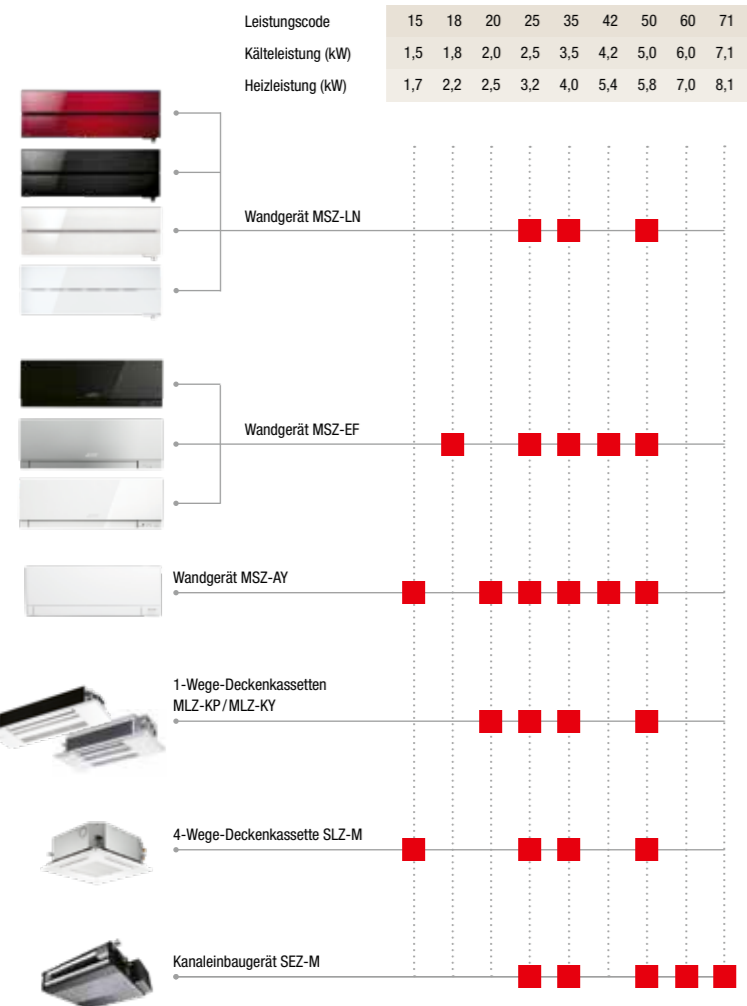 Leistungscode 15 18 20 25 35 42 50 60 71
Kälteleistung (kW) 1,5 1,8 2,0 2,5 3,5 4,2 5,0 6,0 7,1
Heizleistung (kW) 1,7 2,2 2,5 3,2 4,0 5,4 5,8 7,0 8,1
Wandgerät MSZ-LN
Wandgerät MSZ-EF
Wandgerät MSZ-AY
1-Wege-Deckenkassetten
MLZ-KP/MLZ-KY
4-Wege-Deckenkassette SLZ-M
Kanaleinbaugerät SEZ-M